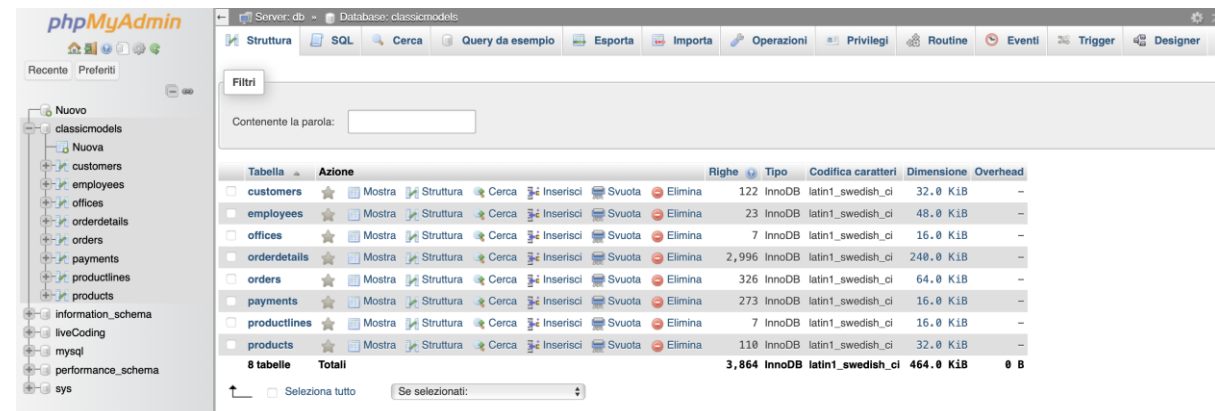 phpMyAdmin
Recente Preferiti
Nuovo
classicmodels
Nuova
customers
employees
offices
orderdetails
orders
payments
productlines
products
information_schema
liveCoding
mysql
performance_schema
sys
Server: db » Database: classicmodels
Struttura SQL Cerca Query da esempio Esporta Importa Operazioni Privilegi Routine Eventi Trigger Designer
Filtri
Contenente la parola:
Tabella Azione Righe Tipo Codifica caratteri Dimensione Overhead
customers Mostra Struttura Cerca Inserisci Svuota Elimina 122 InnoDB latin1_swedish_ci 32.0 KiB –
employees Mostra Struttura Cerca Inserisci Svuota Elimina 23 InnoDB latin1_swedish_ci 48.0 KiB –
offices Mostra Struttura Cerca Inserisci Svuota Elimina 7 InnoDB latin1_swedish_ci 16.0 KiB –
orderdetails Mostra Struttura Cerca Inserisci Svuota Elimina 2,996 InnoDB latin1_swedish_ci 240.0 KiB –
orders Mostra Struttura Cerca Inserisci Svuota Elimina 326 InnoDB latin1_swedish_ci 64.0 KiB –
payments Mostra Struttura Cerca Inserisci Svuota Elimina 273 InnoDB latin1_swedish_ci 16.0 KiB –
productlines Mostra Struttura Cerca Inserisci Svuota Elimina 7 InnoDB latin1_swedish_ci 16.0 KiB –
products Mostra Struttura Cerca Inserisci Svuota Elimina 110 InnoDB latin1_swedish_ci 32.0 KiB –
8 tabelle Totali 3,864 InnoDB latin1_swedish_ci 464.0 KiB 0 B
Seleziona tutto Se selezionati: